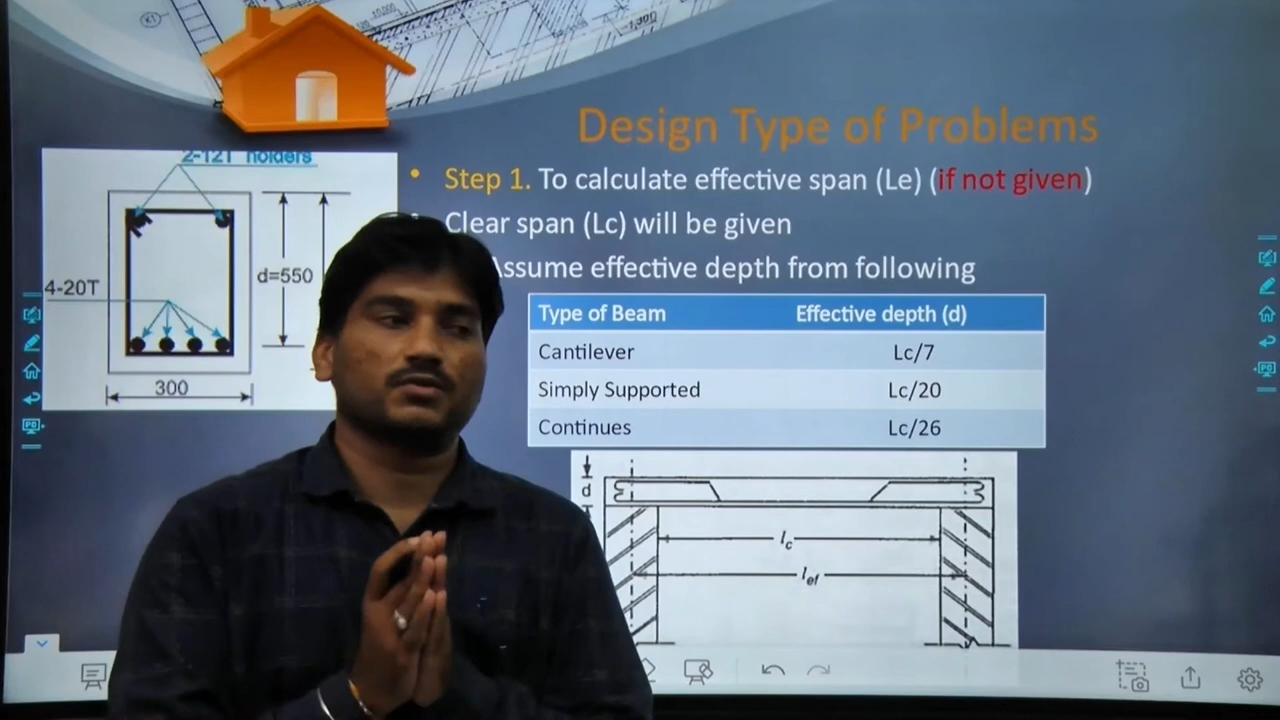 -1,300
Design Type of Problems
2-12T holders
• Step 1. To calculate effective span (Le) (if not given)
Clear span (Lc) will be given
Assume effective depth from following
d=550
4-20T
300
Type of Beam Effective depth (d)
Cantilever Lc/7
Simply Supported Lc/20
Continues Lc/26
d
lc
lef